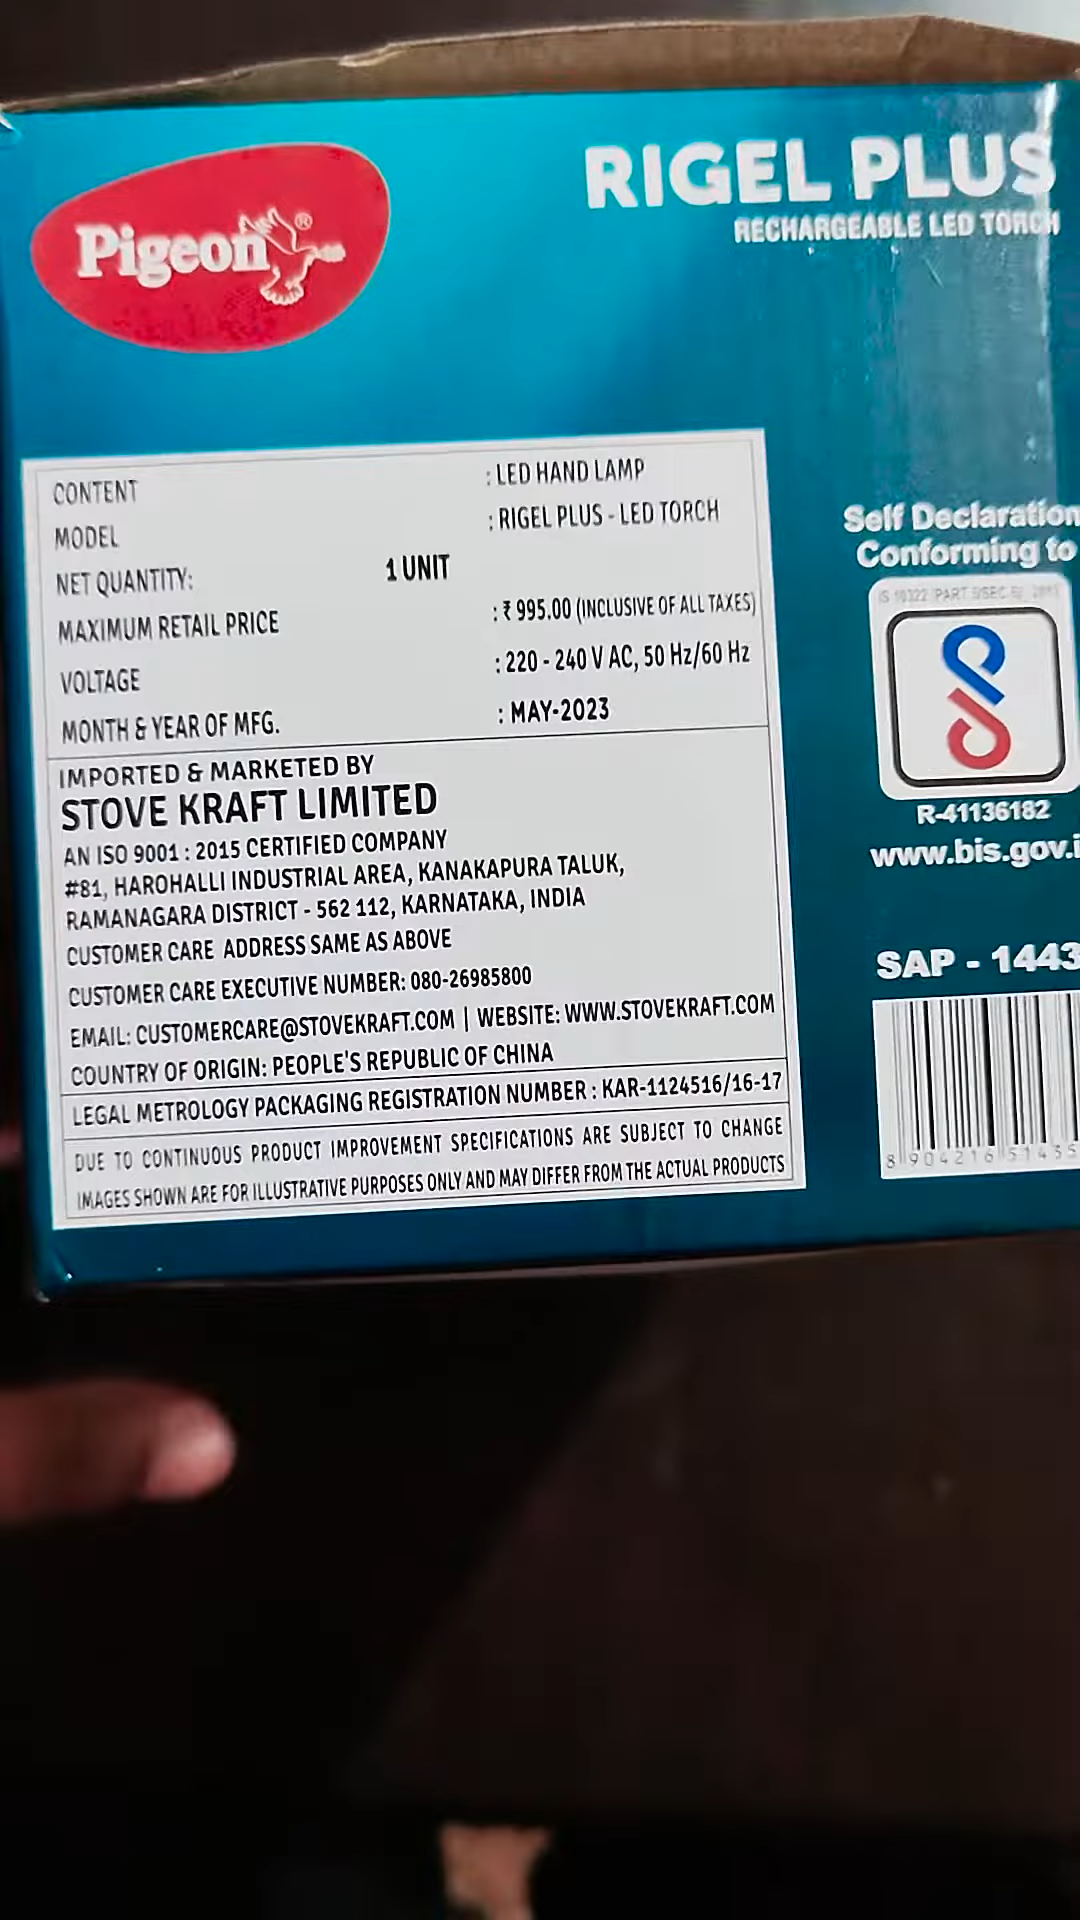 Pigeon®
RIGEL PLUS
RECHARGEABLE LED TORCH
CONTENT : LED HAND LAMP
MODEL : RIGEL PLUS - LED TORCH
NET QUANTITY: 1 UNIT
MAXIMUM RETAIL PRICE : ₹ 995.00 (INCLUSIVE OF ALL TAXES)
VOLTAGE : 220 - 240 V AC, 50 Hz/60 Hz
MONTH & YEAR OF MFG. : MAY-2023
IMPORTED & MARKETED BY
STOVE KRAFT LIMITED
AN ISO 9001 : 2015 CERTIFIED COMPANY
#81, HAROHALLI INDUSTRIAL AREA, KANAKAPURA TALUK,
RAMANAGARA DISTRICT - 562 112, KARNATAKA, INDIA
CUSTOMER CARE ADDRESS SAME AS ABOVE
CUSTOMER CARE EXECUTIVE NUMBER: 080-26985800
EMAIL: CUSTOMERCARE@STOVEKRAFT.COM | WEBSITE: WWW.STOVEKRAFT.COM
COUNTRY OF ORIGIN: PEOPLE'S REPUBLIC OF CHINA
LEGAL METROLOGY PACKAGING REGISTRATION NUMBER : KAR-1124516/16-17
DUE TO CONTINUOUS PRODUCT IMPROVEMENT SPECIFICATIONS ARE SUBJECT TO CHANGE
IMAGES SHOWN ARE FOR ILLUSTRATIVE PURPOSES ONLY AND MAY DIFFER FROM THE ACTUAL PRODUCTS
Self Declaration
Conforming to
R-41136182
www.bis.gov.i
SAP - 1443
8 904216 51435